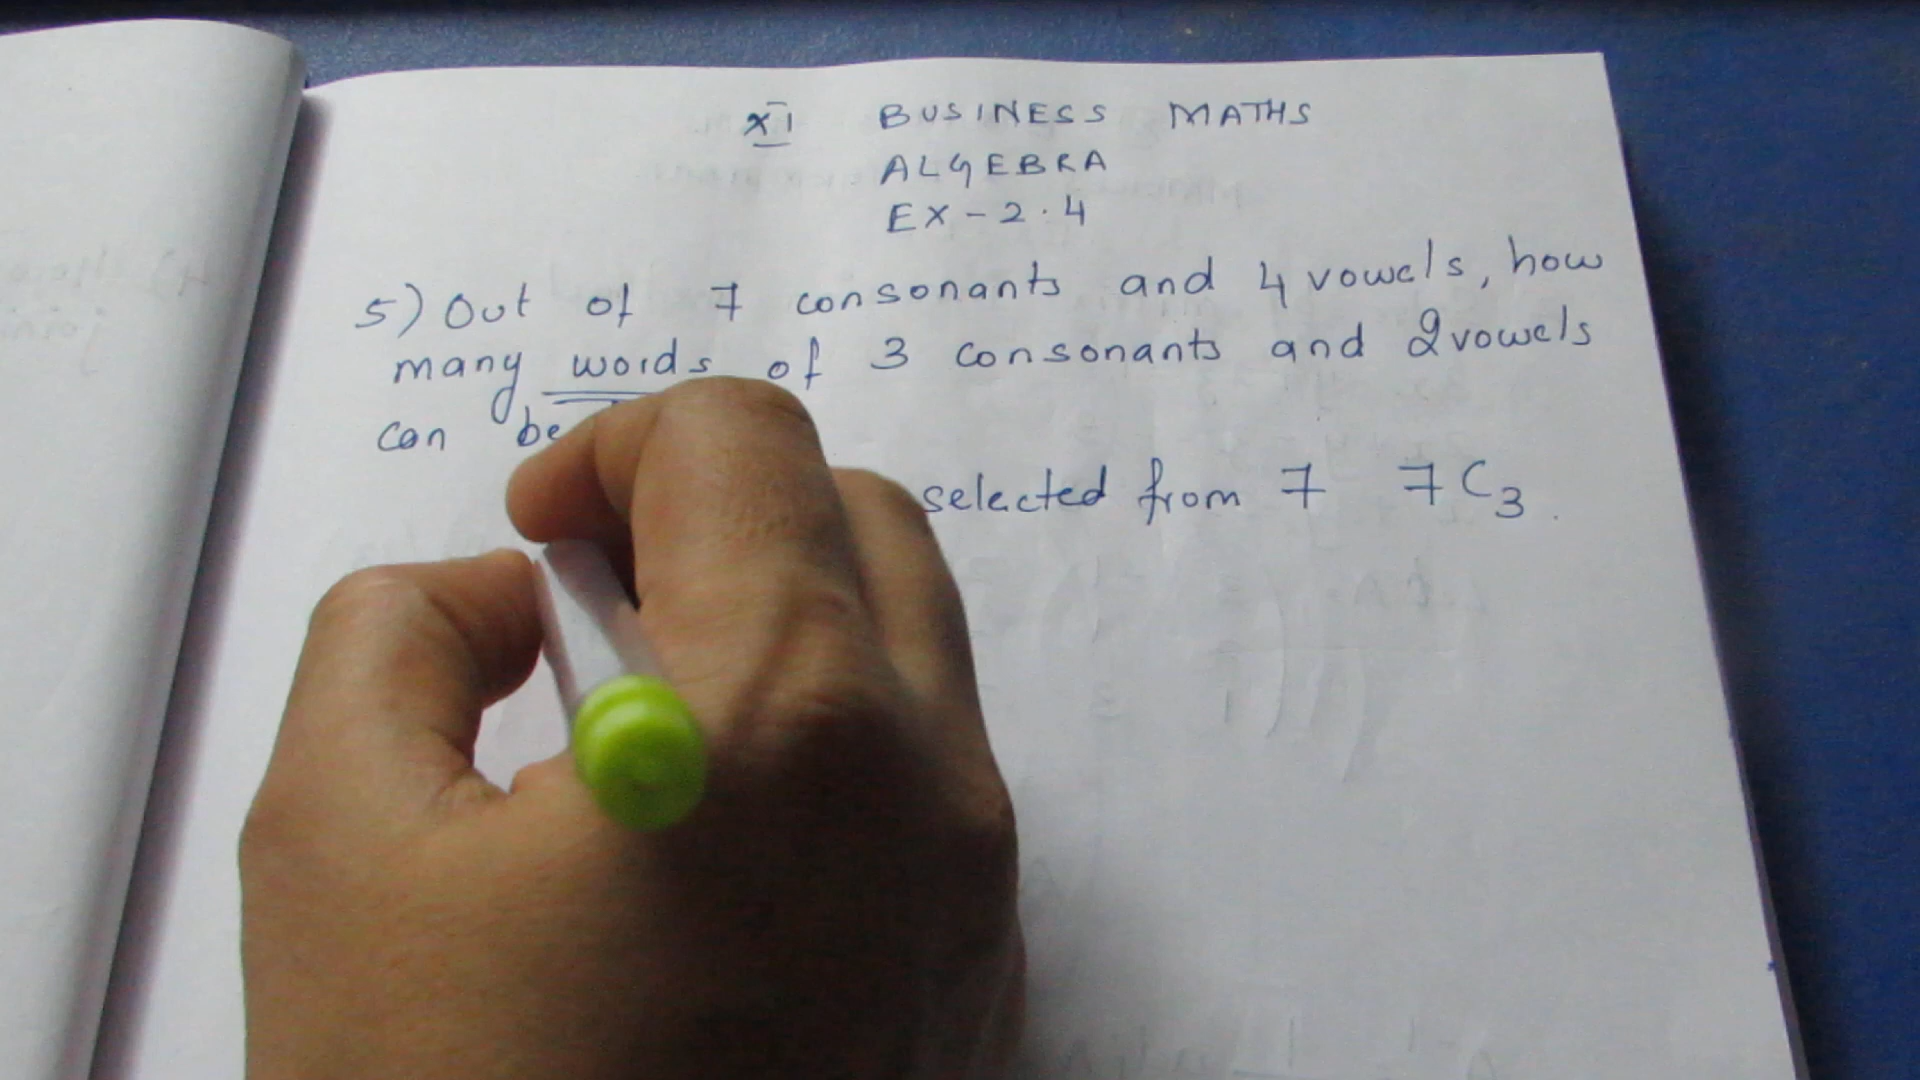 XI BUSINESS MATHS
ALGEBRA
EX - 2.4
5) Out of 7 consonants and 4 vowels, how
many words of 3 consonants and 2 vowels
can be
selected from 7 7C3.